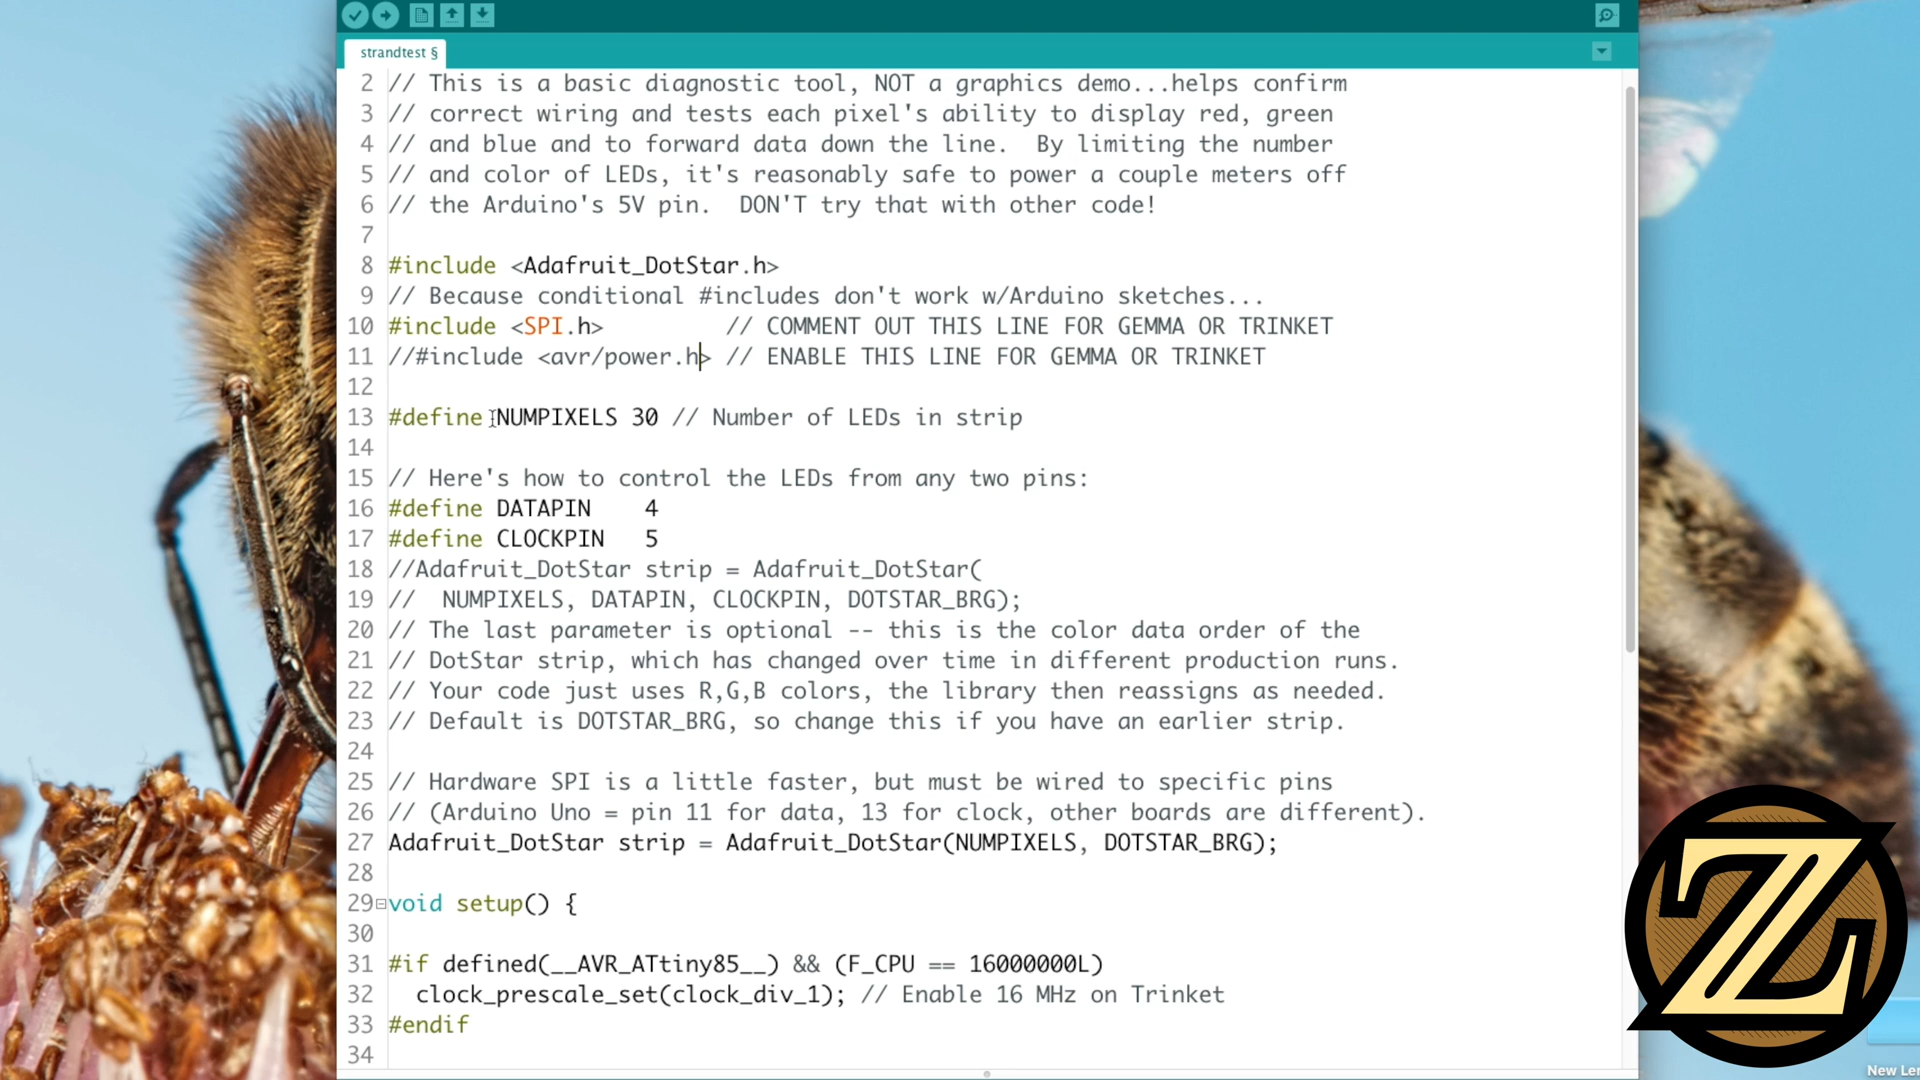 strandtest §
2 // This is a basic diagnostic tool, NOT a graphics demo...helps confirm
3 // correct wiring and tests each pixel's ability to display red, green
4 // and blue and to forward data down the line.  By limiting the number
5 // and color of LEDs, it's reasonably safe to power a couple meters off
6 // the Arduino's 5V pin.  DON'T try that with other code!
7
8 #include <Adafruit_DotStar.h>
9 // Because conditional #includes don't work w/Arduino sketches...
10 #include <SPI.h>         // COMMENT OUT THIS LINE FOR GEMMA OR TRINKET
11 //#include <avr/power.h> // ENABLE THIS LINE FOR GEMMA OR TRINKET
12
13 #define NUMPIXELS 30 // Number of LEDs in strip
14
15 // Here's how to control the LEDs from any two pins:
16 #define DATAPIN    4
17 #define CLOCKPIN   5
18 //Adafruit_DotStar strip = Adafruit_DotStar(
19 //  NUMPIXELS, DATAPIN, CLOCKPIN, DOTSTAR_BRG);
20 // The last parameter is optional -- this is the color data order of the
21 // DotStar strip, which has changed over time in different production runs.
22 // Your code just uses R,G,B colors, the library then reassigns as needed.
23 // Default is DOTSTAR_BRG, so change this if you have an earlier strip.
24
25 // Hardware SPI is a little faster, but must be wired to specific pins
26 // (Arduino Uno = pin 11 for data, 13 for clock, other boards are different).
27 Adafruit_DotStar strip = Adafruit_DotStar(NUMPIXELS, DOTSTAR_BRG);
28
29 void setup() {
30
31 #if defined(__AVR_ATtiny85__) && (F_CPU == 16000000L)
32   clock_prescale_set(clock_div_1); // Enable 16 MHz on Trinket
33 #endif
34
Z
New Ler